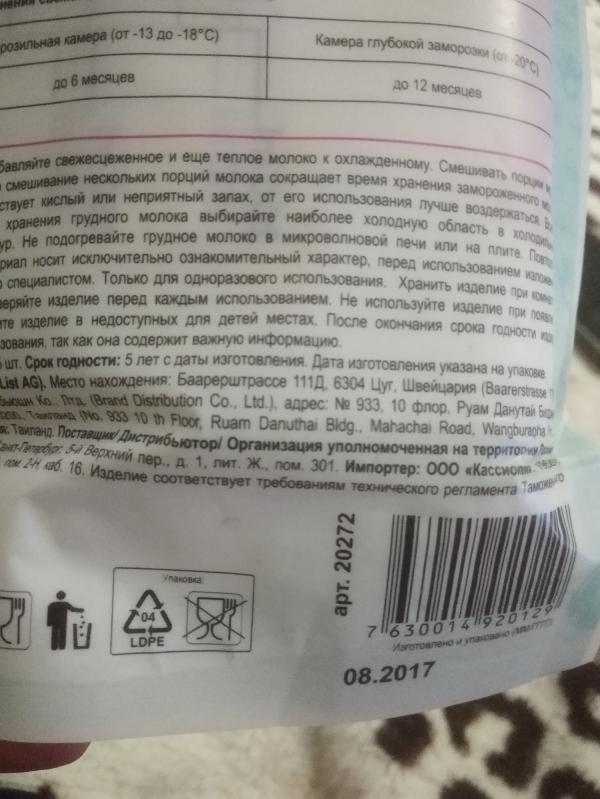 розильная камера (от -13 до -18°С)
Камера глубокой заморозки (от -20°С)
до 6 месяцев
до 12 месяцев
бавляйте свежесцеженное и еще теплое молоко к охлажденному. Смешивать порции
смешивание нескольких порций молока сокращает время хранения замороженного
ствует кислый или неприятный запах, от его использования лучше воздержаться.
хранения грудного молока выбирайте наиболее холодную область в
ур. Не подогревайте грудное молоко в микроволновой печи или на плите.
риал носит исключительно ознакомительный характер, перед использованием
специалистом. Только для одноразового использования. Хранить изделие при
веряйте изделие перед каждым использованием. Не используйте изделие при
те изделие в недоступных для детей местах. После окончания срока годности
зования, так как она содержит важную информацию.
шт. Срок годности: 5 лет с даты изготовления. Дата изготовления указана на упаковке.
List AG). Место нахождения: Баарерштрассе 111Д, 6304 Цуг, Швейцария (Baarerstrasse
Ко., Лтд. (Brand Distribution Co., Ltd.), адрес: № 933, 10 флор, Руам Данутай
Таиланд (No. 933 10 th Floor, Ruam Danuthai Bldg., Mahachai Road, Wangburapha
Таиланд. Поставщик/ Дистрибьютор/ Организация уполномоченная на территории
Санкт-Петербург, 5-й Верхний пер., д. 1, лит. Ж., пом. 301. Импортер: ООО
пом. 2-Н, каб. 16. Изделие соответствует требованиям технического регламента
Упаковка:
04
LDPE
арт. 20272
7 630014 920129
Изготовлено и упаковано
08.2017